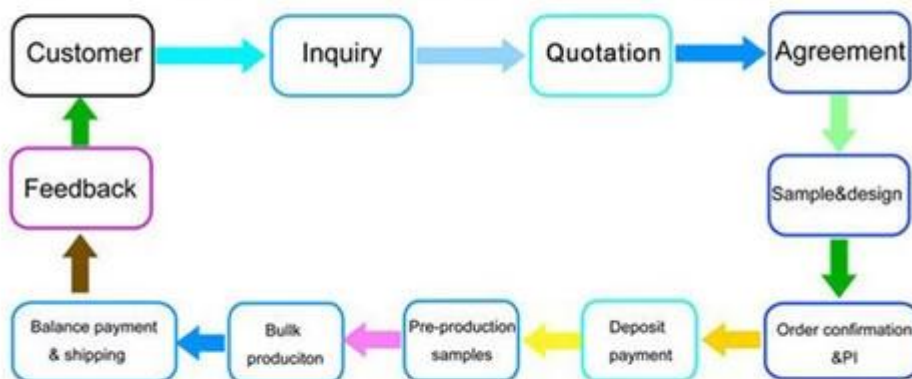 Customer
Inquiry
Quotation
Agreement
Sample&design
Order confirmation
&PI
Deposit
payment
Pre-production
samples
Bullk
produciton
Balance payment
& shipping
Feedback